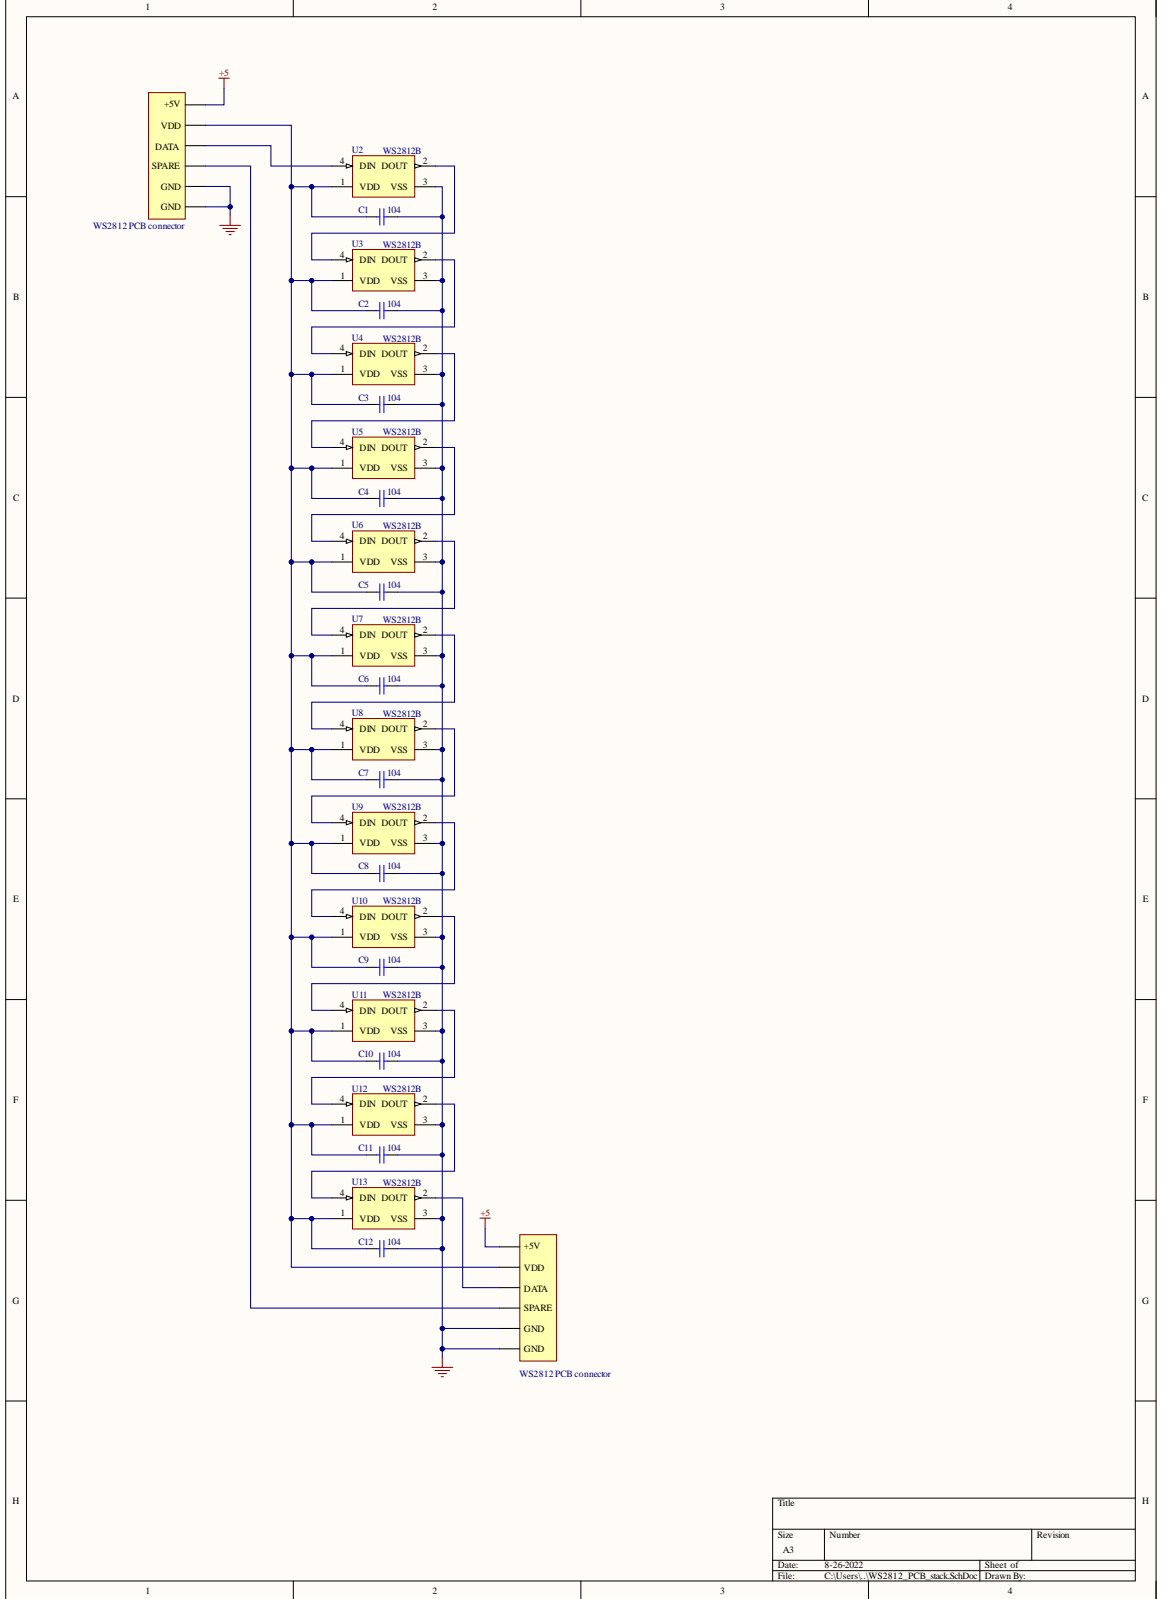 1 2 3 4
A A
+5
+5V
VDD
DATA
SPARE
GND
GND
WS2812 PCB connector
U2 WS2812B
4 DIN DOUT 2
1 VDD VSS 3
C1 104
U3 WS2812B
4 DIN DOUT 2
1 VDD VSS 3
C2 104
B B
U4 WS2812B
4 DIN DOUT 2
1 VDD VSS 3
C3 104
U5 WS2812B
4 DIN DOUT 2
1 VDD VSS 3
C4 104
C C
U6 WS2812B
4 DIN DOUT 2
1 VDD VSS 3
C5 104
U7 WS2812B
4 DIN DOUT 2
1 VDD VSS 3
C6 104
D D
U8 WS2812B
4 DIN DOUT 2
1 VDD VSS 3
C7 104
U9 WS2812B
4 DIN DOUT 2
1 VDD VSS 3
C8 104
E E
U10 WS2812B
4 DIN DOUT 2
1 VDD VSS 3
C9 104
U11 WS2812B
4 DIN DOUT 2
1 VDD VSS 3
C10 104
F F
U12 WS2812B
4 DIN DOUT 2
1 VDD VSS 3
C11 104
U13 WS2812B
4 DIN DOUT 2
1 VDD VSS 3
C12 104
+5
+5V
VDD
DATA
SPARE
GND
GND
WS2812 PCB connector
G G
H H
Title
Size Number Revision
A3
Date: 8-26-2022 Sheet of
File: C:\Users\..\WS2812_PCB_stack.SchDoc Drawn By:
1 2 3 4